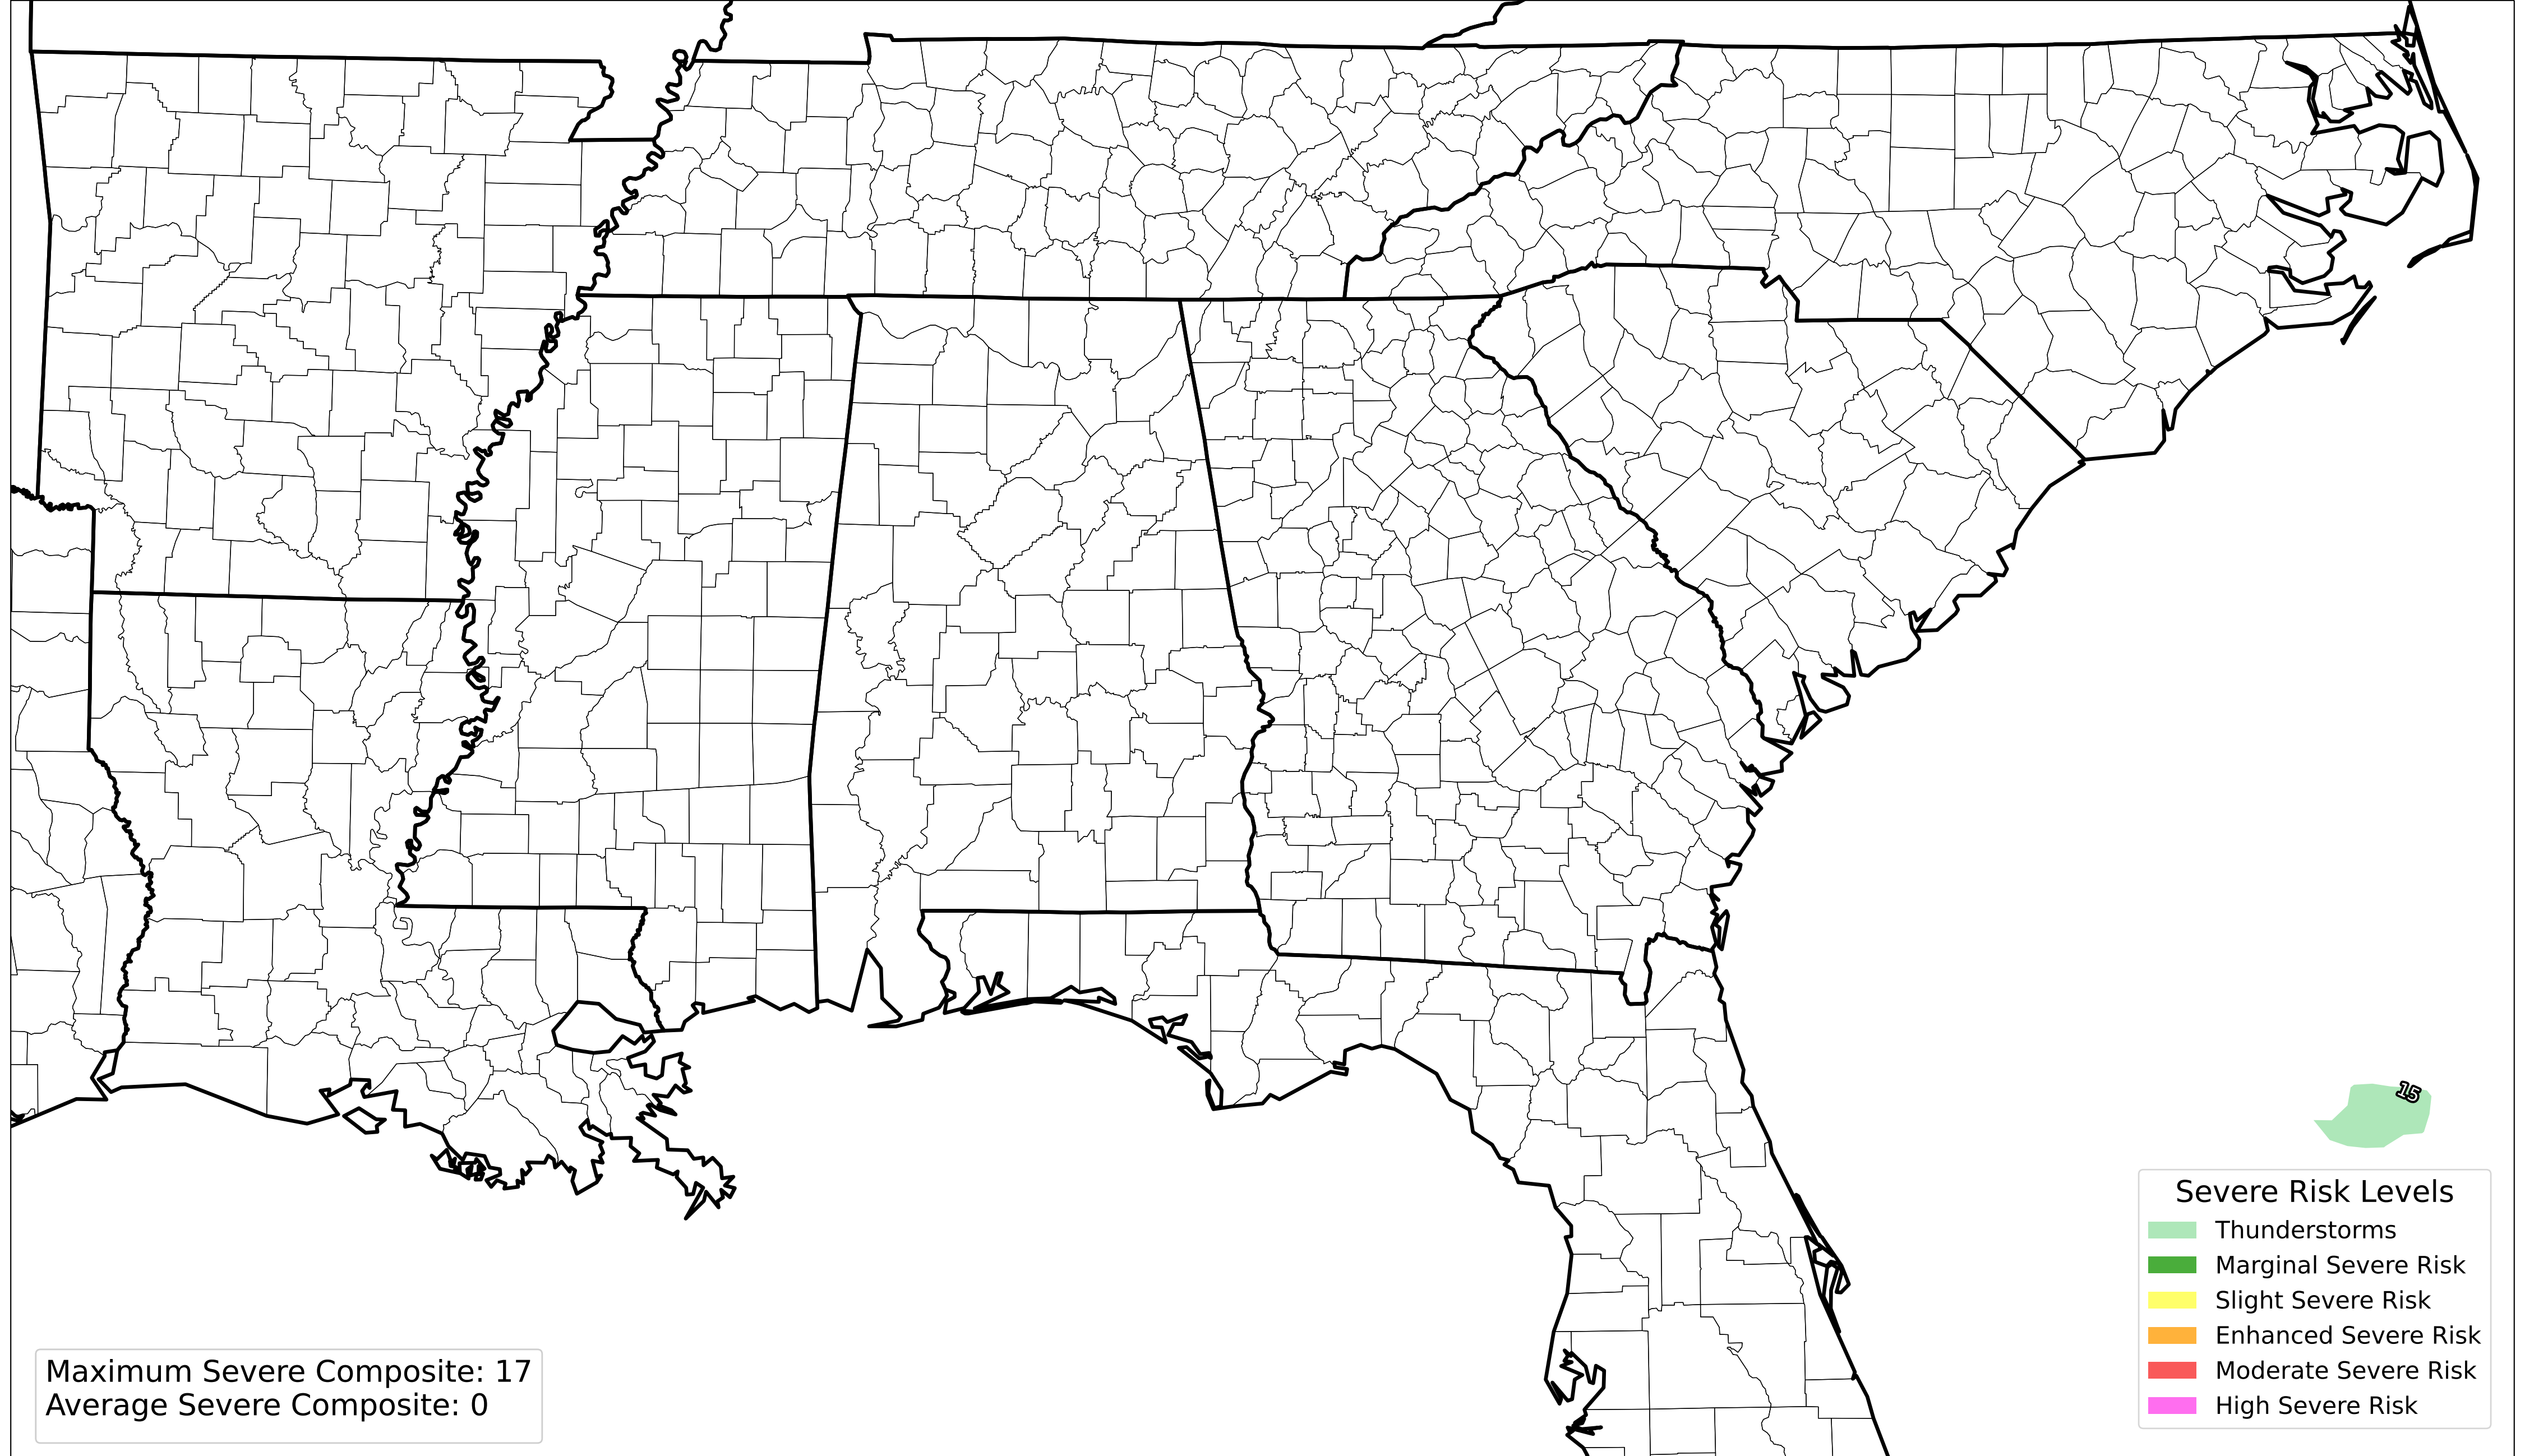 15
Severe Risk Levels
Thunderstorms
Marginal Severe Risk
Slight Severe Risk
Enhanced Severe Risk
Moderate Severe Risk
High Severe Risk
Maximum Severe Composite: 17
Average Severe Composite: 0